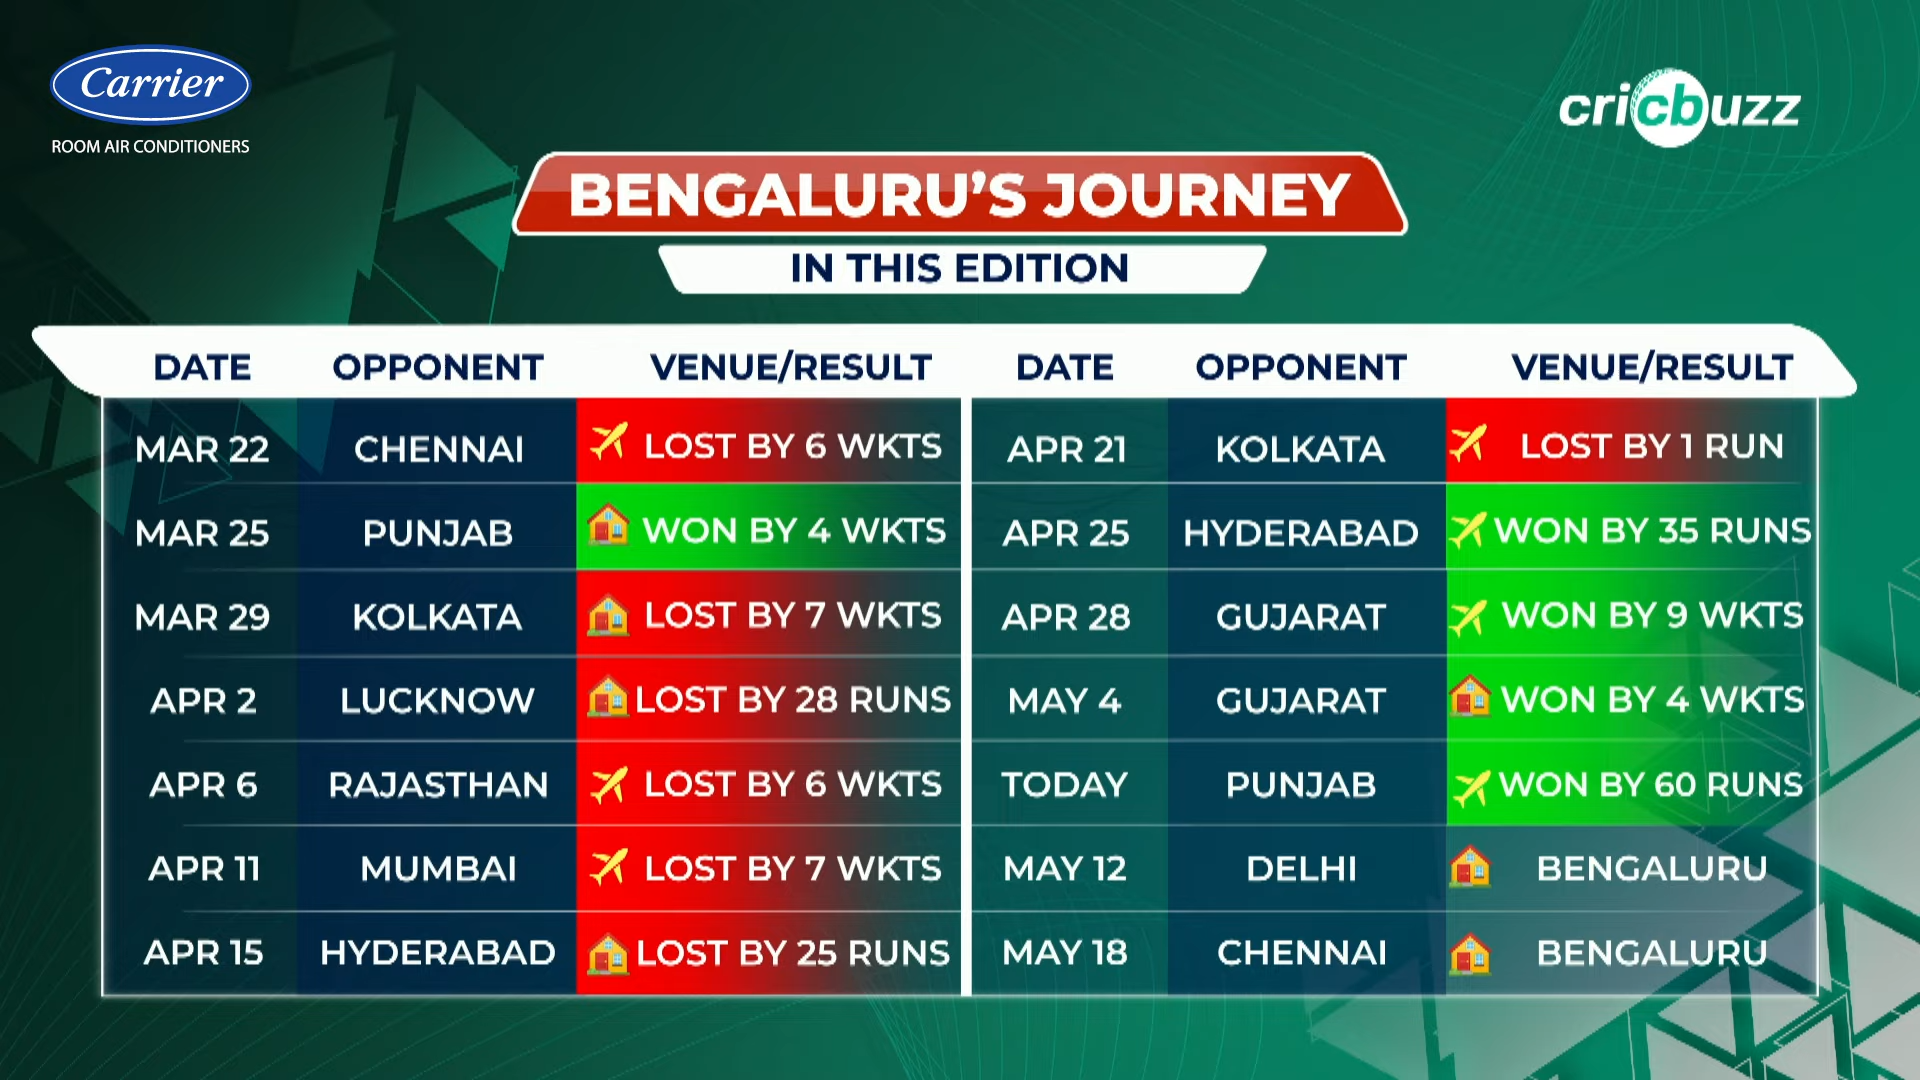 Carrier
ROOM AIR CONDITIONERS
cricbuzz
BENGALURU'S JOURNEY
IN THIS EDITION
DATE OPPONENT VENUE/RESULT DATE OPPONENT VENUE/RESULT
MAR 22 CHENNAI LOST BY 6 WKTS APR 21 KOLKATA LOST BY 1 RUN
MAR 25 PUNJAB WON BY 4 WKTS APR 25 HYDERABAD WON BY 35 RUNS
MAR 29 KOLKATA LOST BY 7 WKTS APR 28 GUJARAT WON BY 9 WKTS
APR 2 LUCKNOW LOST BY 28 RUNS MAY 4 GUJARAT WON BY 4 WKTS
APR 6 RAJASTHAN LOST BY 6 WKTS TODAY PUNJAB WON BY 60 RUNS
APR 11 MUMBAI LOST BY 7 WKTS MAY 12 DELHI BENGALURU
APR 15 HYDERABAD LOST BY 25 RUNS MAY 18 CHENNAI BENGALURU